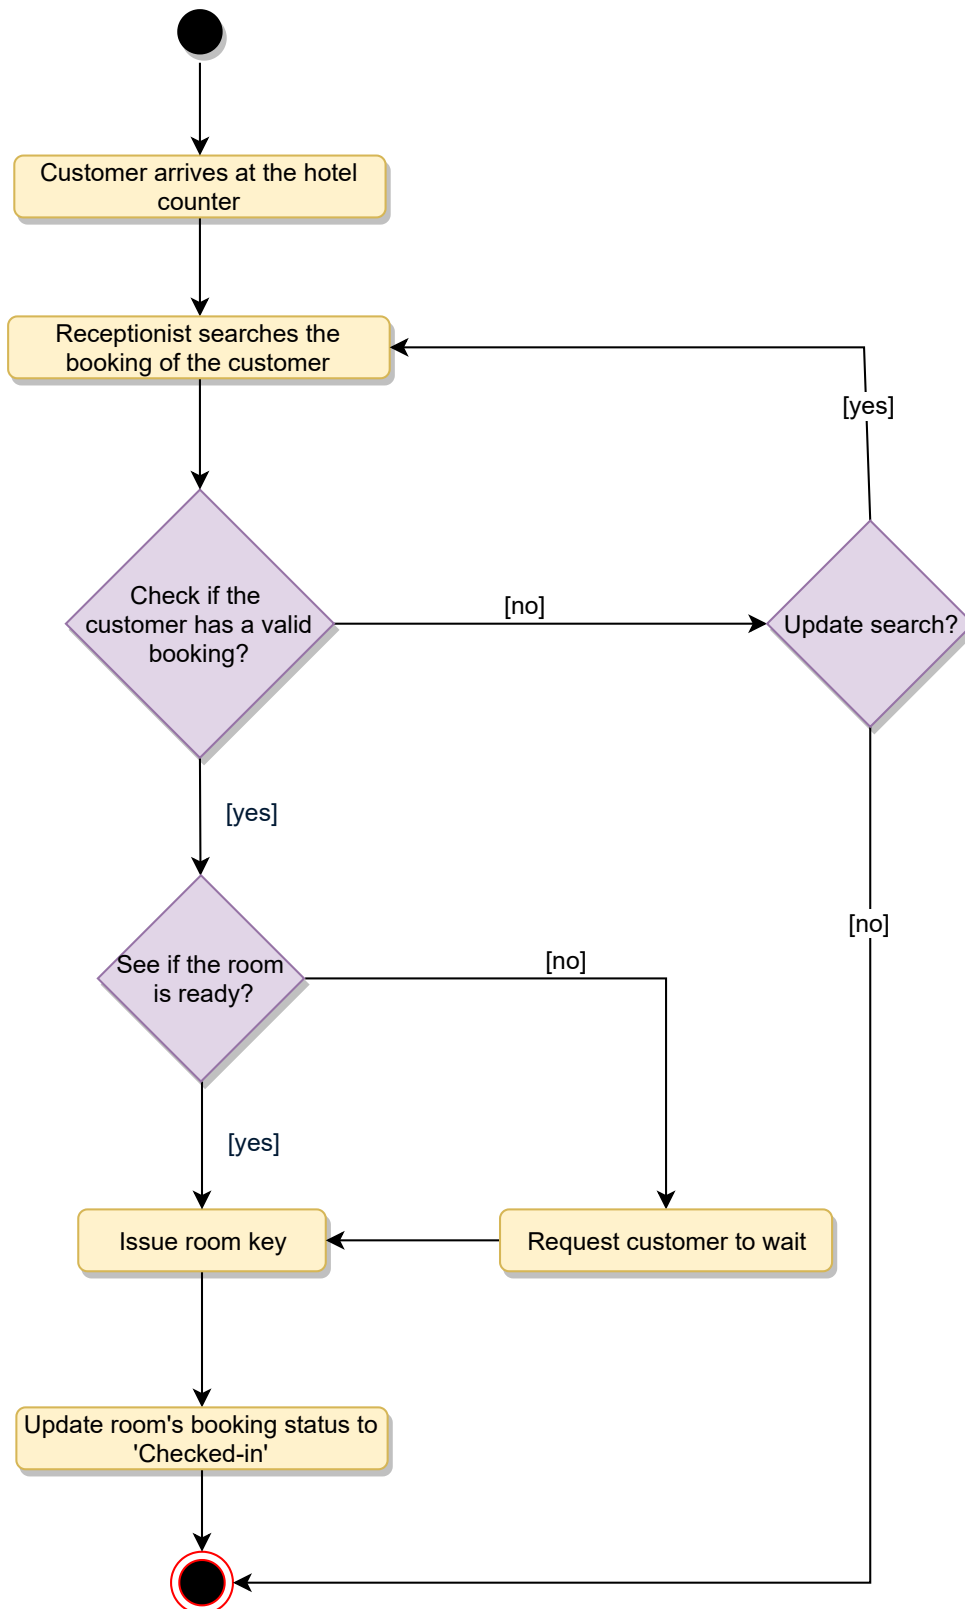 Customer arrives at the hotel
counter
Receptionist searches the
booking of the customer
[yes]
Check if the
customer has a valid
booking?
[no]
Update search?
[yes]
[no]
See if the room
is ready?
[no]
[yes]
Issue room key
Request customer to wait
Update room's booking status to
'Checked-in'